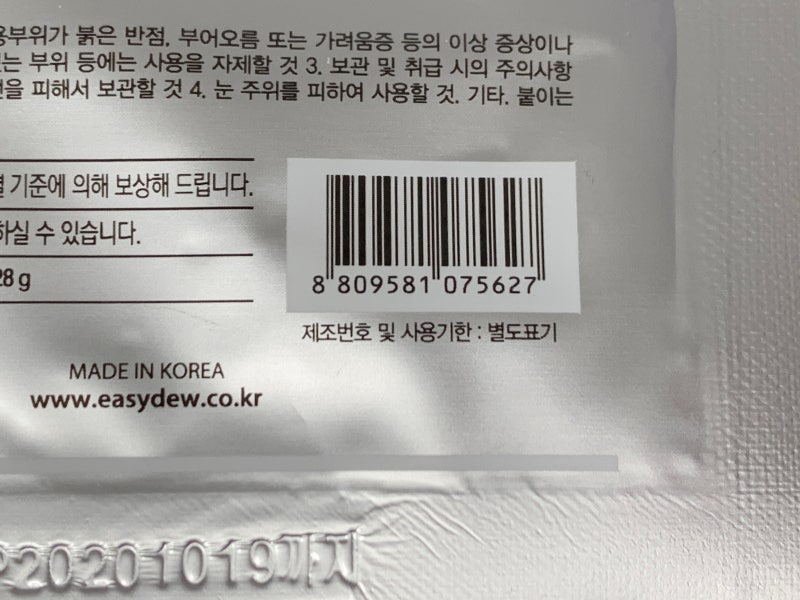 용부위가 붉은 반점, 부어오름 또는 가려움증 등의 이상 증상이나
있는 부위 등에는 사용을 자제할 것 3. 보관 및 취급 시의 주의사항
피해서 보관할 것 4. 눈 주위를 피하여 사용할 것. 기타. 붙이는
기준에 의해 보상해 드립니다.
하실 수 있습니다.
28 g
8 809581 075627
제조번호 및 사용기한 : 별도표기
MADE IN KOREA
www.easydew.co.kr
20201019까지